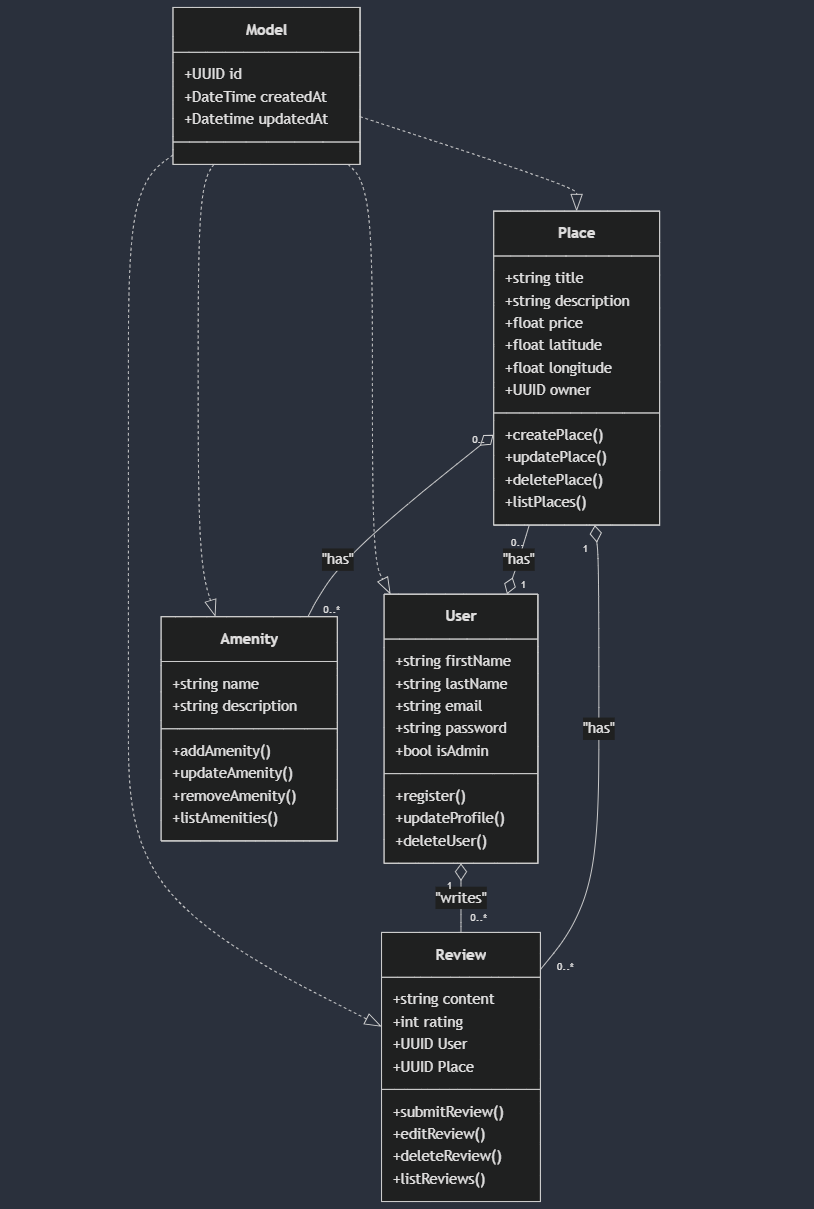 Model
+UUID id
+DateTime createdAt
+Datetime updatedAt
Place
+string title
+string description
+float price
+float latitude
+float longitude
+UUID owner
+createPlace()
+updatePlace()
+deletePlace()
+listPlaces()
0..
"has"
0..*
0..
"has"
1
1
"has"
0..*
Amenity
+string name
+string description
+addAmenity()
+updateAmenity()
+removeAmenity()
+listAmenities()
User
+string firstName
+string lastName
+string email
+string password
+bool isAdmin
+register()
+updateProfile()
+deleteUser()
1
"writes"
0..*
Review
+string content
+int rating
+UUID User
+UUID Place
+submitReview()
+editReview()
+deleteReview()
+listReviews()